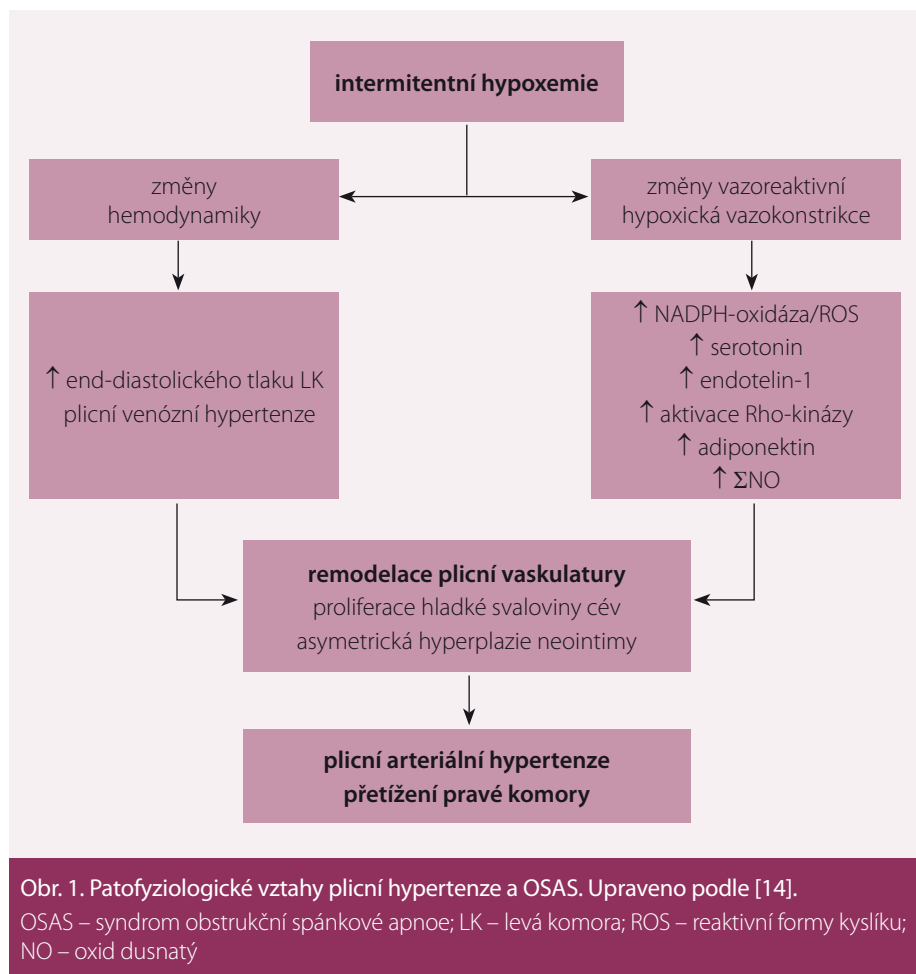 intermitentní hypoxemie
změny
hemodynamiky
změny vazoreaktivní
hypoxická vazokonstrikce
↑ end-diastolického tlaku LK
plicní venózní hypertenze
↑ NADPH-oxidáza/ROS
↑ serotonin
↑ endotelin-1
↑ aktivace Rho-kinázy
↑ adiponektin
↑ ΣNO
remodelace plicní vaskulatury
proliferace hladké svaloviny cév
asymetrická hyperplazie neointimy
plicní arteriální hypertenze
přetížení pravé komory
Obr. 1. Patofyziologické vztahy plicní hypertenze a OSAS. Upraveno podle [14].
OSAS – syndrom obstrukční spánkové apnoe; LK – levá komora; ROS – reaktivní formy kyslíku;
NO – oxid dusnatý